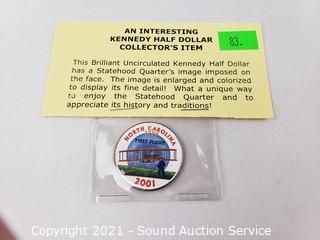 AN INTERESTING
KENNEDY HALF DOLLAR
COLLECTOR'S ITEM
83.
This Brilliant Uncirculated Kennedy Half Dollar
has a Statehood Quarter's image imposed on
the face. The image is enlarged and colorized
to display its fine detail! What a unique way
to enjoy the Statehood Quarter and to
appreciate its history and traditions!
NORTH CAROLINA
FIRST FLIGHT
2001
Copyright 2021 - Sound Auction Service